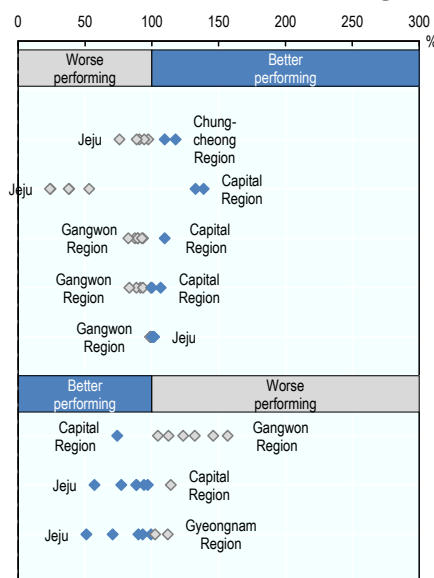 0 50 100 150 200 250 300
%
Worse
performing
Better
performing
Jeju
Chung-
cheong
Region
Jeju
Capital
Region
Gangwon
Region
Capital
Region
Gangwon
Region
Capital
Region
Gangwon
Region
Jeju
Better
performing
Worse
performing
Capital
Region
Gangwon
Region
Jeju
Capital
Region
Jeju
Gyeongnam
Region